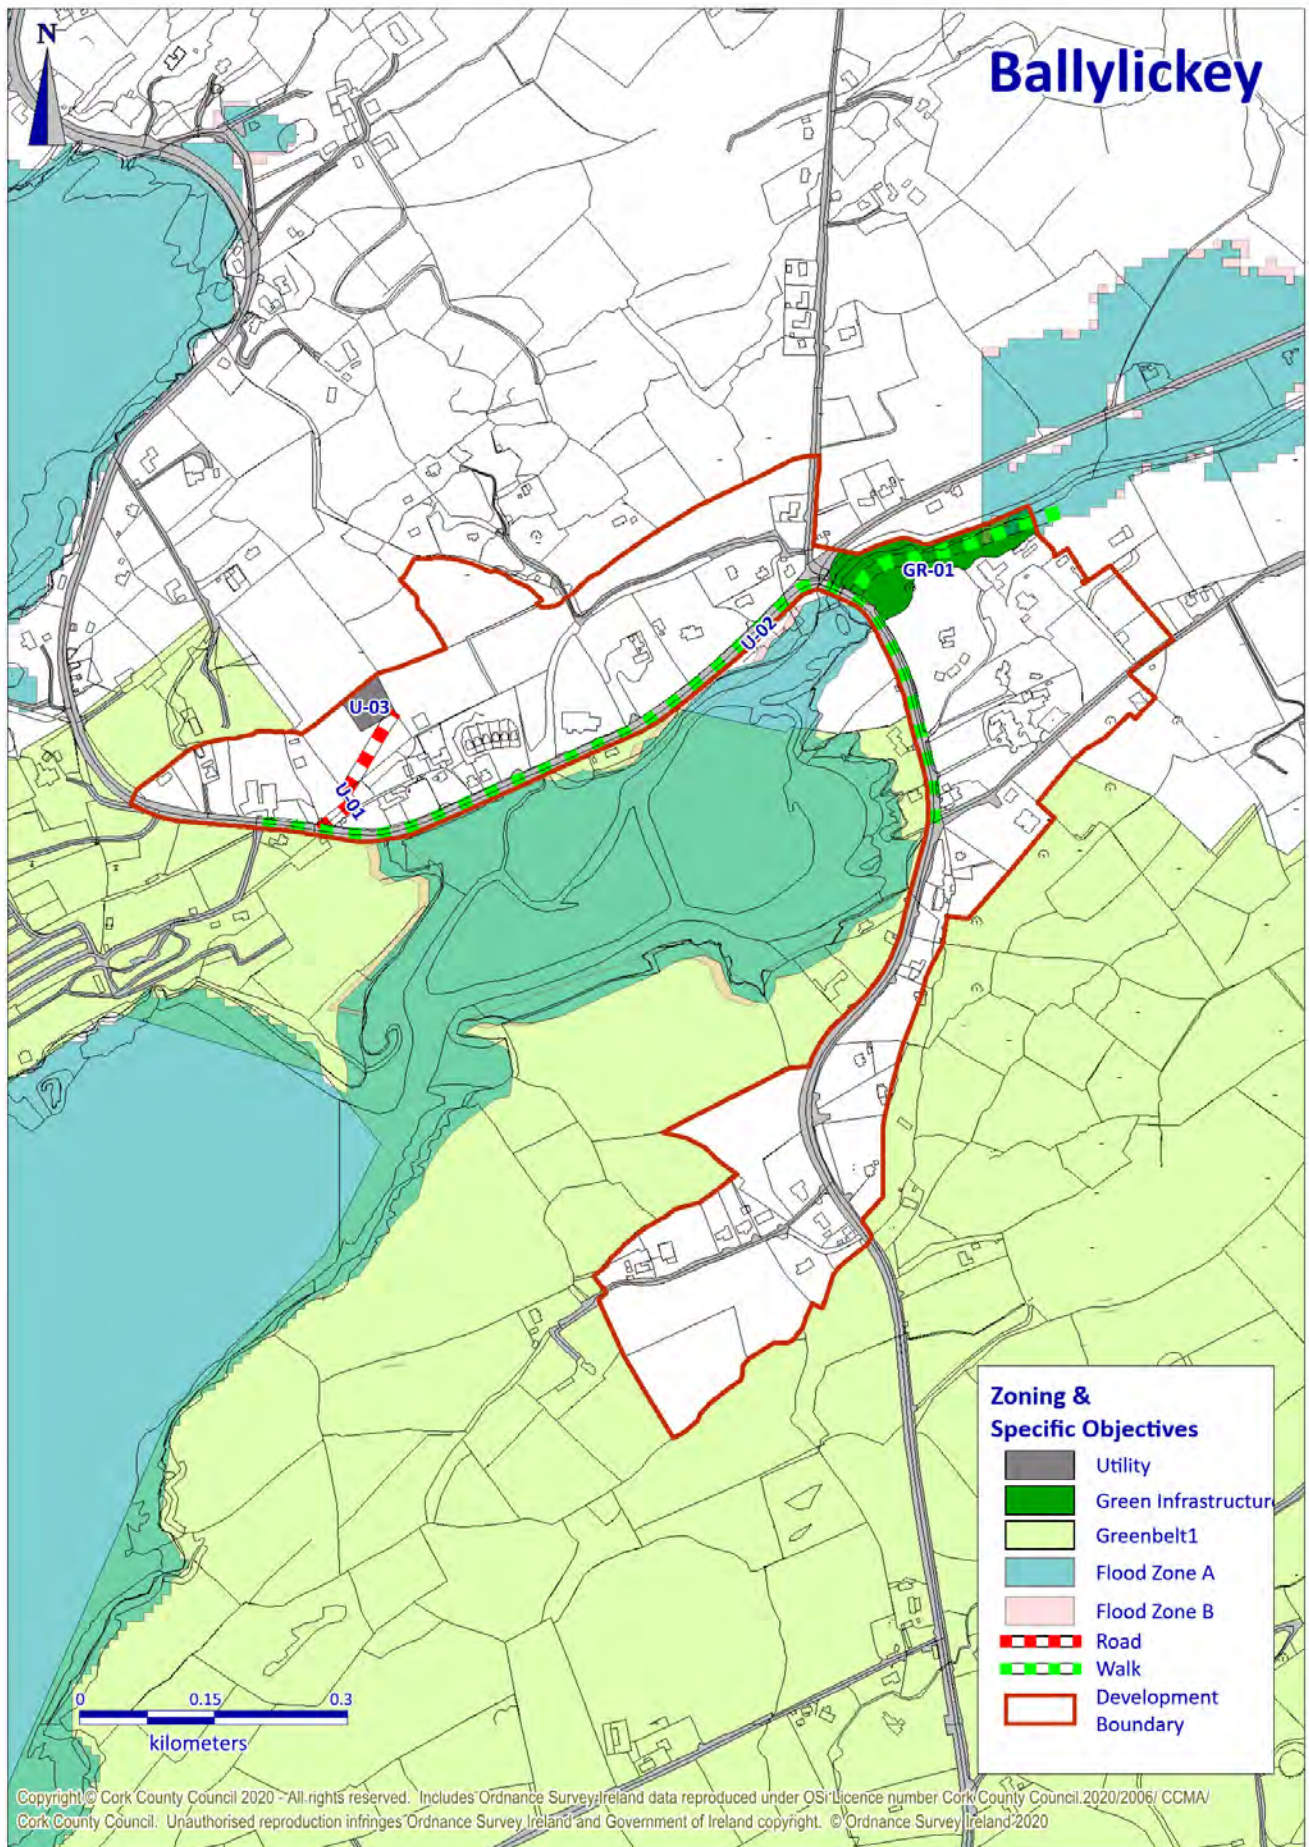 N
Ballylickey
GR-01
U-02
U-03
U-01
Zoning &
Specific Objectives
Utility
Green Infrastructur
Greenbelt1
Flood Zone A
Flood Zone B
Road
Walk
Development
Boundary
0 0.15 0.3
kilometers
Copyright © Cork County Council 2020 - All rights reserved. Includes Ordnance Survey Ireland data reproduced under OSi Licence number Cork County Council.2020/2006/ CCMA/
Cork County Council. Unauthorised reproduction infringes Ordnance Survey Ireland and Government of Ireland copyright. © Ordnance Survey Ireland 2020